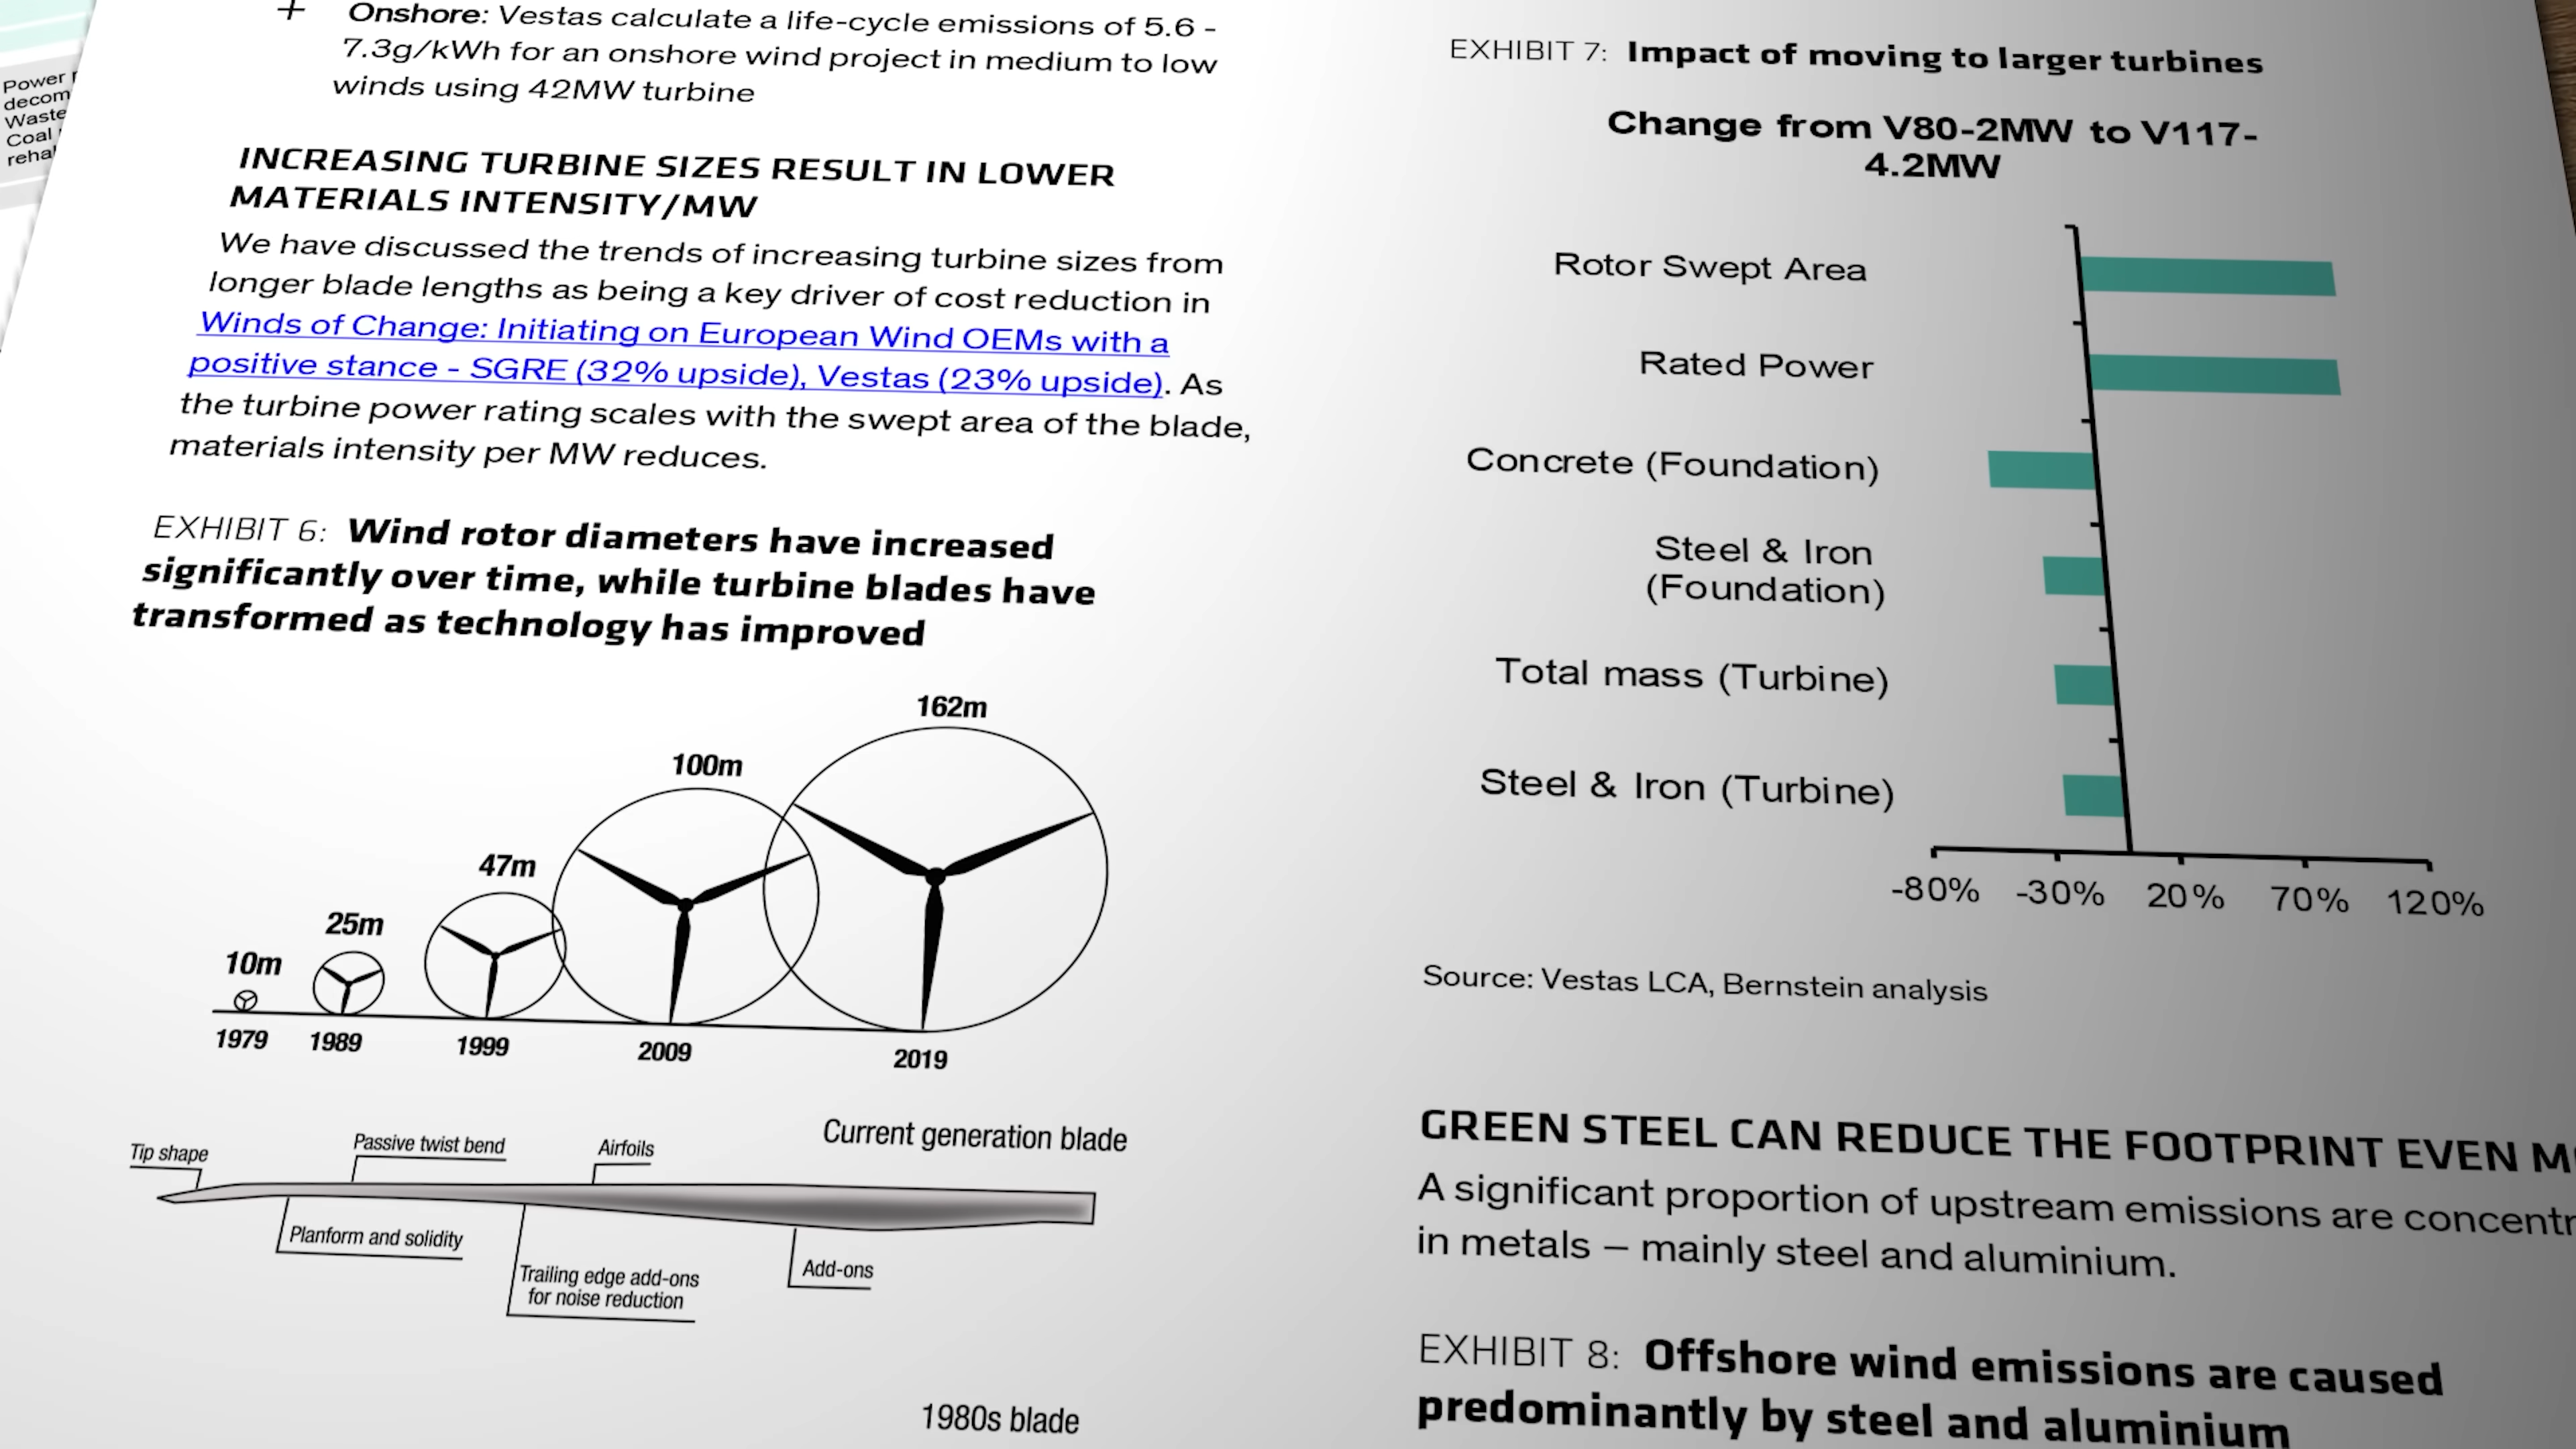 Power
decom
Waste
Coal
reha
+ Onshore: Vestas calculate a life-cycle emissions of 5.6 -
7.3g/kWh for an onshore wind project in medium to low
winds using 42MW turbine
INCREASING TURBINE SIZES RESULT IN LOWER
MATERIALS INTENSITY/MW
We have discussed the trends of increasing turbine sizes from
longer blade lengths as being a key driver of cost reduction in
Winds of Change: Initiating on European Wind OEMs with a
positive stance - SGRE (32% upside), Vestas (23% upside). As
the turbine power rating scales with the swept area of the blade,
materials intensity per MW reduces.
EXHIBIT 6: Wind rotor diameters have increased
significantly over time, while turbine blades have
transformed as technology has improved
162m
100m
47m
25m
10m
1979 1989 1999 2009 2019
Current generation blade
Tip shape
Passive twist bend
Airfoils
Planform and solidity
Trailing edge add-ons
for noise reduction
Add-ons
1980s blade
EXHIBIT 7: Impact of moving to larger turbines
Change from V80-2MW to V117-
4.2MW
Rotor Swept Area
Rated Power
Concrete (Foundation)
Steel & Iron
(Foundation)
Total mass (Turbine)
Steel & Iron (Turbine)
-80% -30% 20% 70% 120%
Source: Vestas LCA, Bernstein analysis
GREEN STEEL CAN REDUCE THE FOOTPRINT EVEN M
A significant proportion of upstream emissions are concentr
in metals – mainly steel and aluminium.
EXHIBIT 8: Offshore wind emissions are caused
predominantly by steel and aluminium